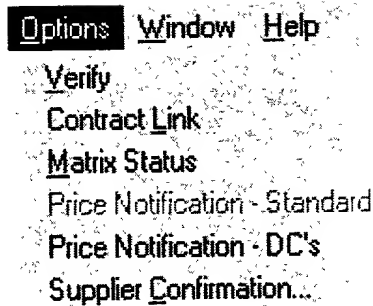 Options Window Help
Verify
Contract Link
Matrix Status
Price Notification - Standard
Price Notification - DC's
Supplier Confirmation...